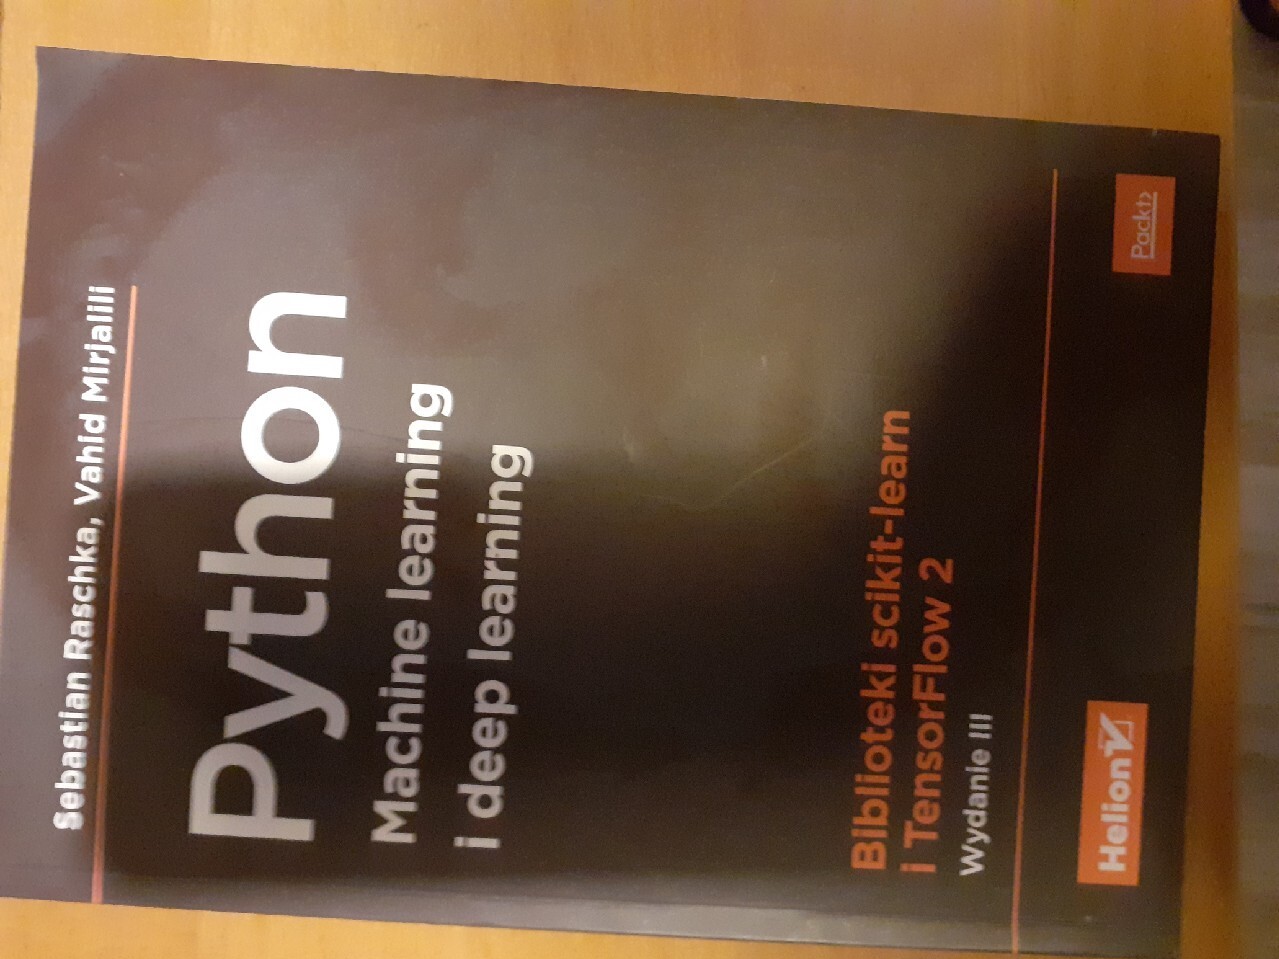 Sebastian Raschka, Vahid Mirjalili
Python
Machine learning
i deep learning
Biblioteki scikit-learn
i TensorFlow 2
Wydanie III
Helion
Packt>